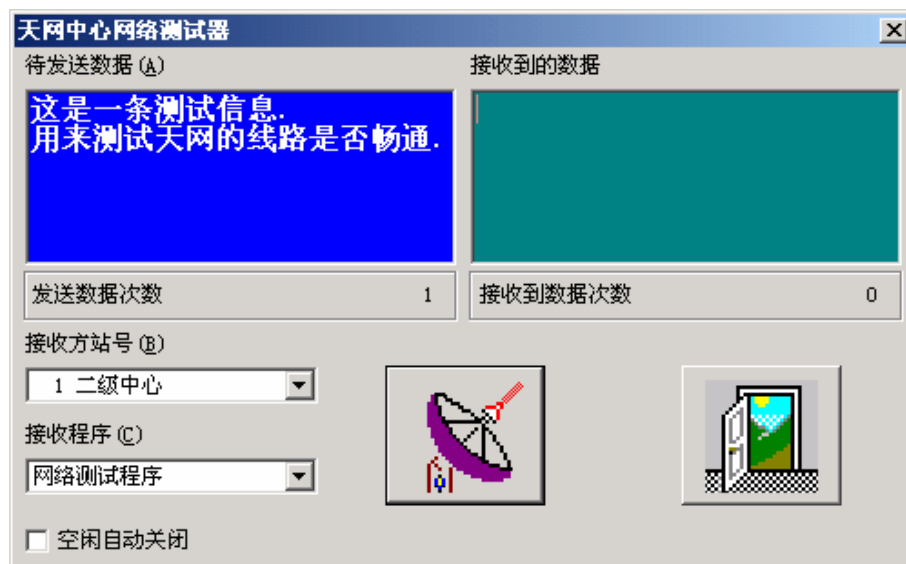 天网中心网络测试器
待发送数据(A)
接收到的数据
这是一条测试信息.
用来测试天网的线路是否畅通.
发送数据次数 1
接收到数据次数 0
接收方站号(B)
1 二级中心
接收程序(C)
网络测试程序
空闲自动关闭